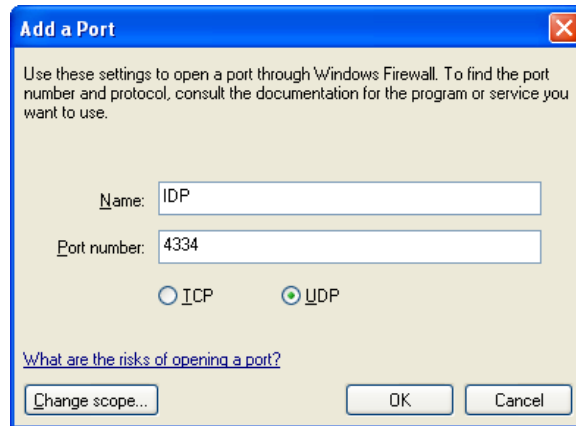 Add a Port
Use these settings to open a port through Windows Firewall. To find the port
number and protocol, consult the documentation for the program or service you
want to use.
Name: IDP
Port number: 4334
TCP UDP
What are the risks of opening a port?
Change scope... OK Cancel